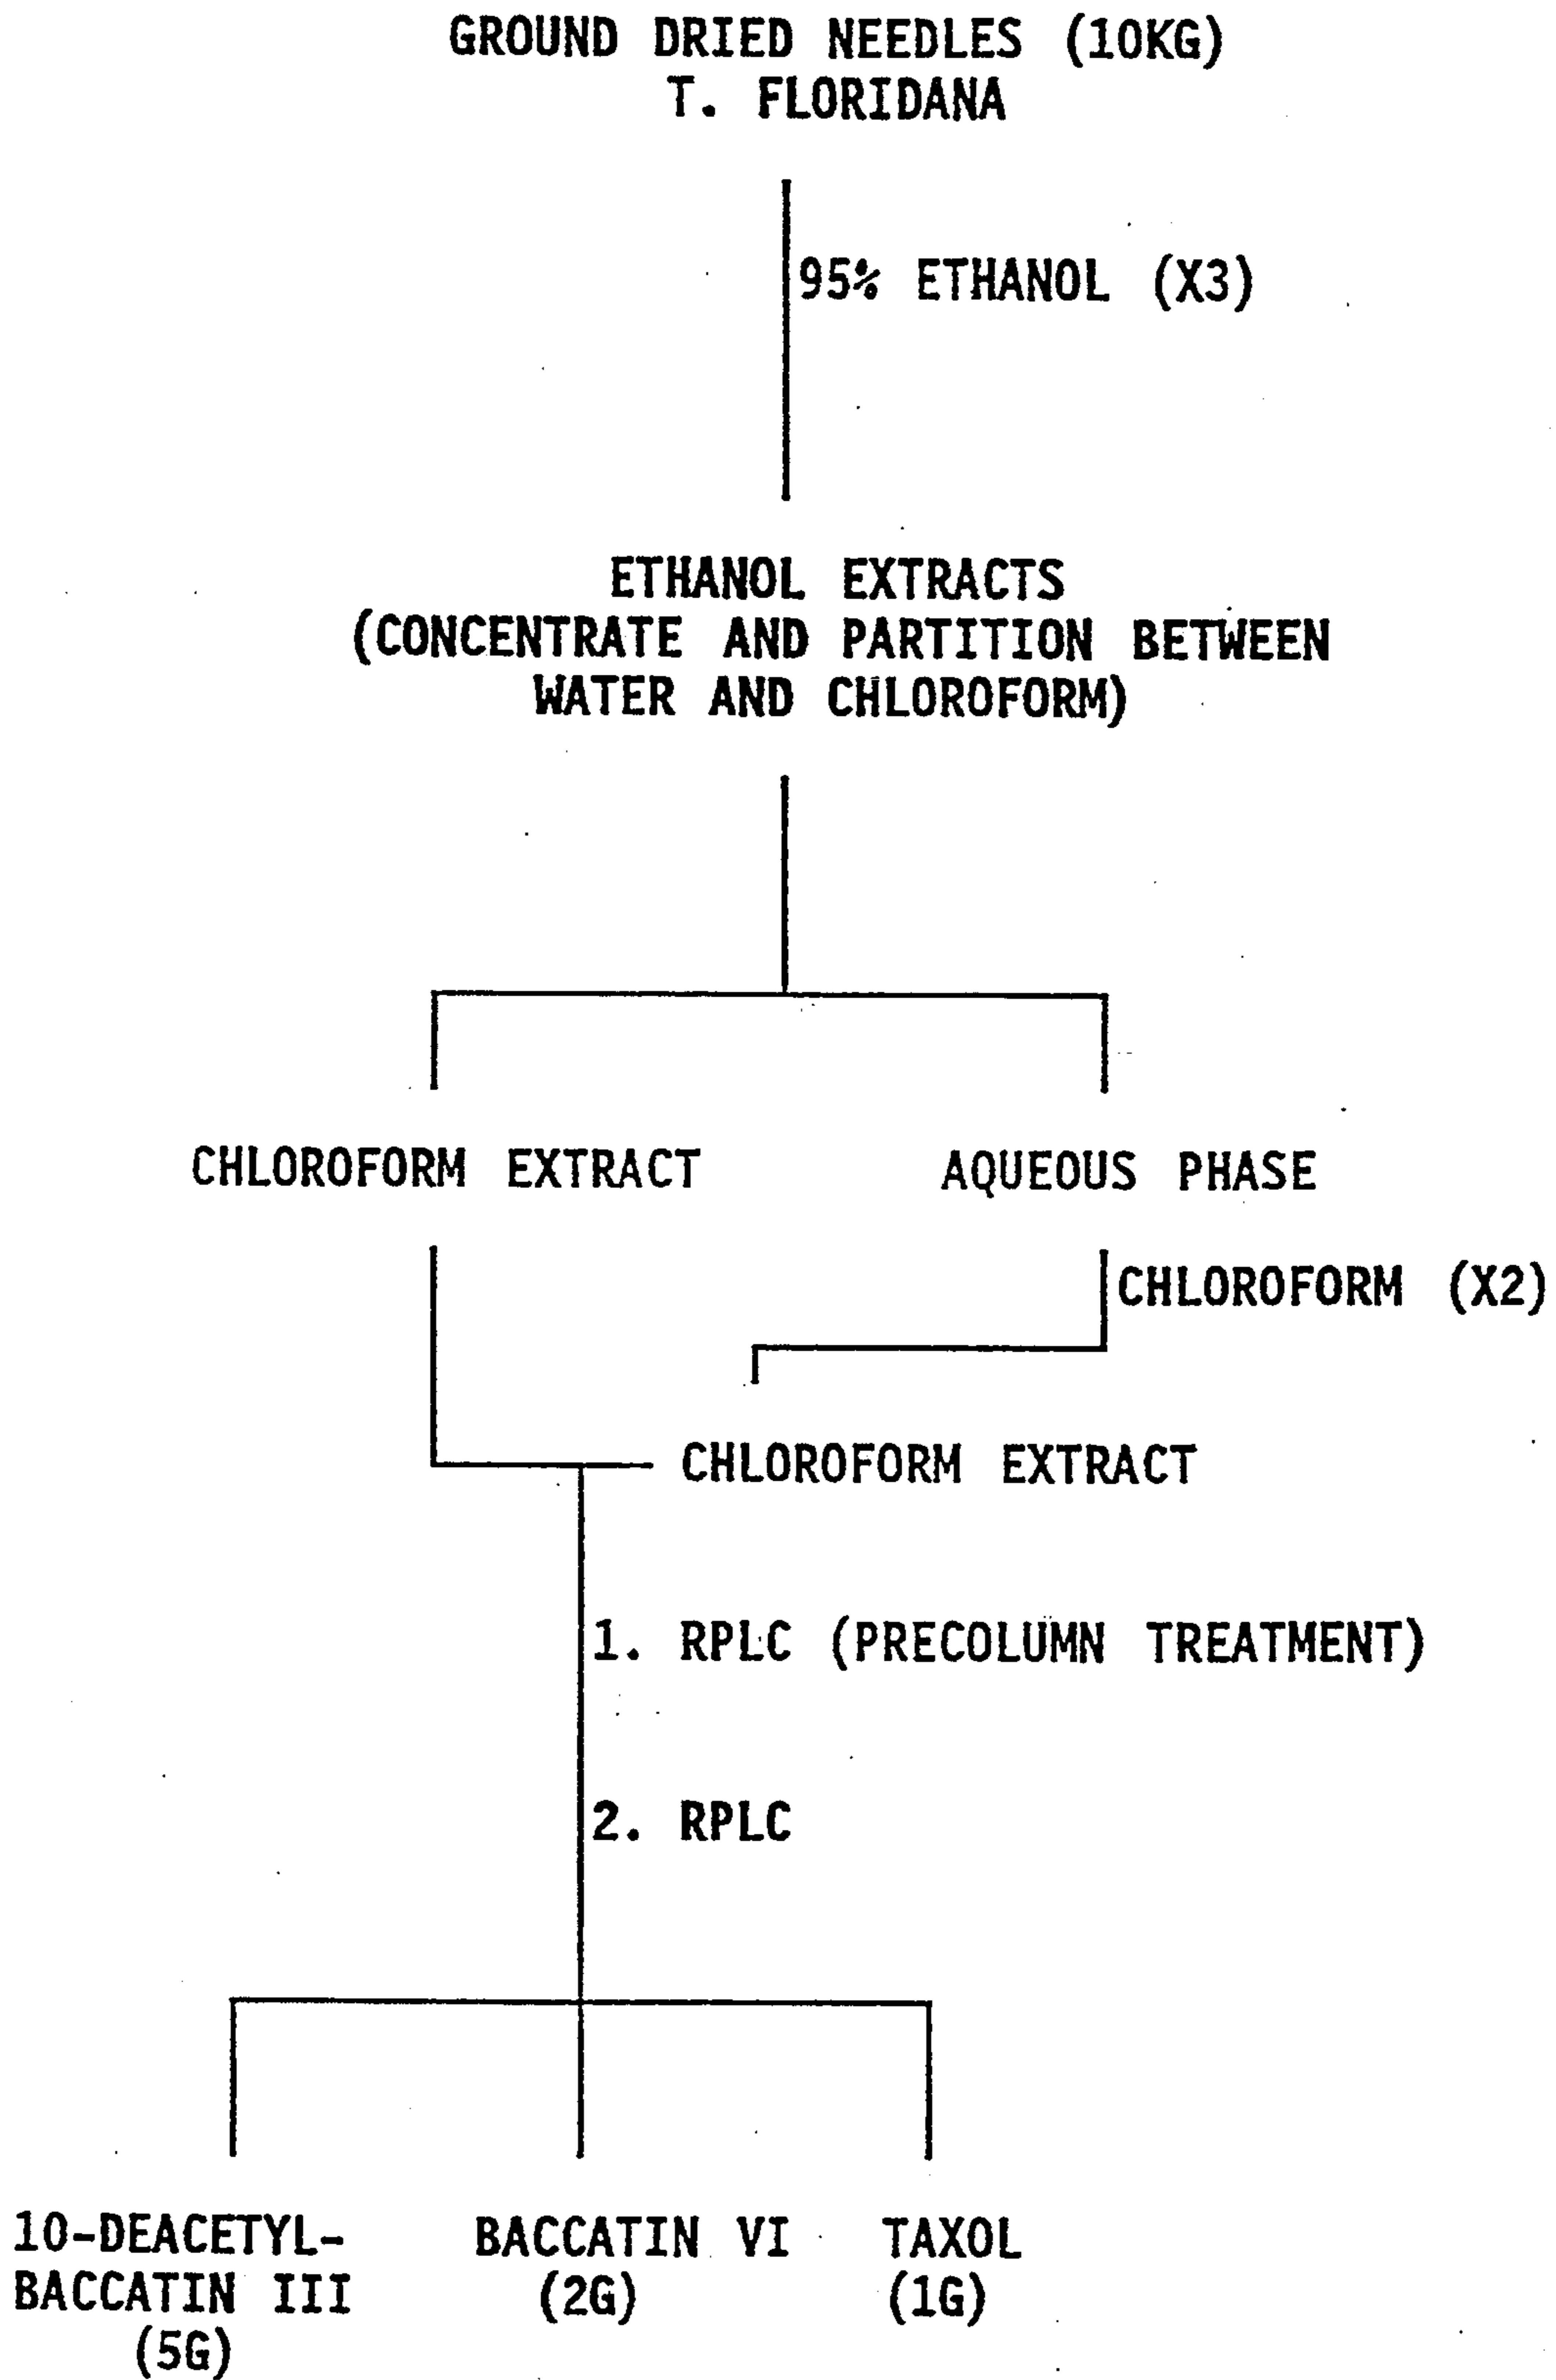 GROUND DRIED NEEDLES (10KG)
T. FLORIDANA
95% ETHANOL (X3)
ETHANOL EXTRACTS
(CONCENTRATE AND PARTITION BETWEEN
WATER AND CHLOROFORM)
CHLOROFORM EXTRACT
AQUEOUS PHASE
CHLOROFORM (X2)
CHLOROFORM EXTRACT
1. RPLC (PRECOLUMN TREATMENT)
2. RPLC
10-DEACETYL-
BACCATIN III
(5G)
BACCATIN VI
(2G)
TAXOL
(1G)